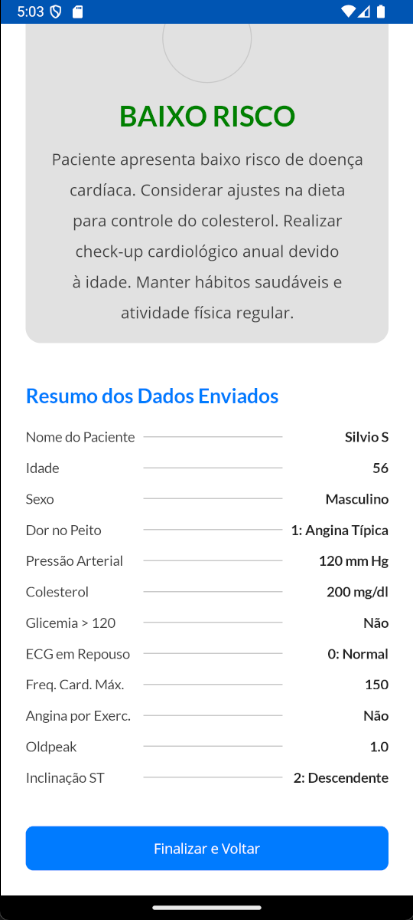 5:03
BAIXO RISCO
Paciente apresenta baixo risco de doença
cardíaca. Considerar ajustes na dieta
para controle do colesterol. Realizar
check-up cardiológico anual devido
à idade. Manter hábitos saudáveis e
atividade física regular.
Resumo dos Dados Enviados
Nome do Paciente Silvio S
Idade 56
Sexo Masculino
Dor no Peito 1: Angina Típica
Pressão Arterial 120 mm Hg
Colesterol 200 mg/dl
Glicemia > 120 Não
ECG em Repouso 0: Normal
Freq. Card. Máx. 150
Angina por Exerc. Não
Oldpeak 1.0
Inclinação ST 2: Descendente
Finalizar e Voltar